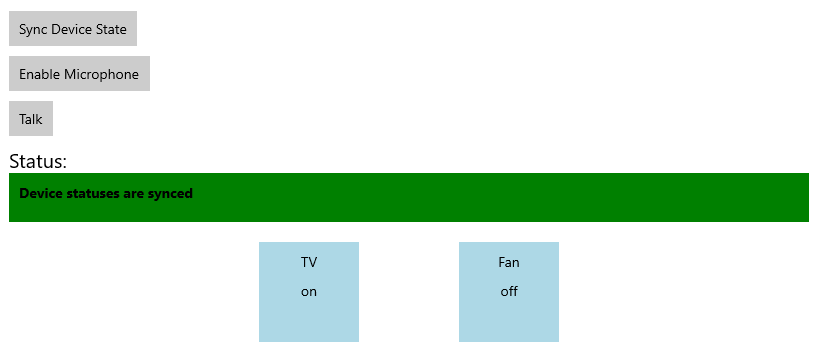 Sync Device State
Enable Microphone
Talk
Status:
Device statuses are synced
TV
on
Fan
off